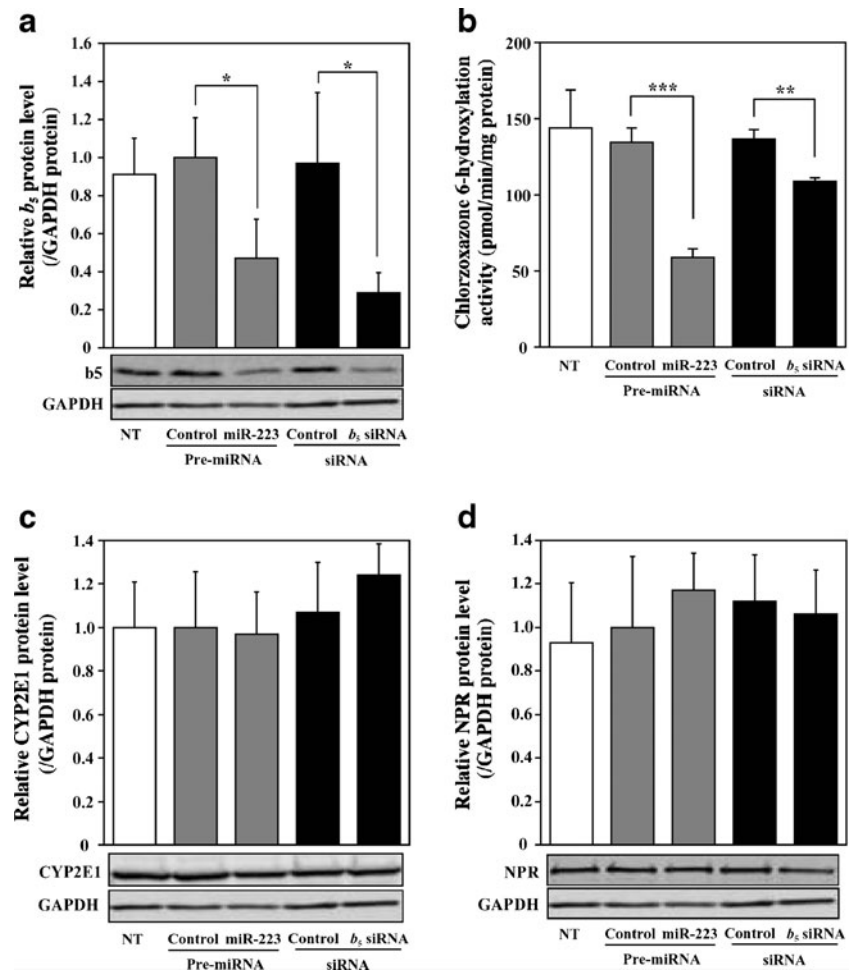 a
Relative b5 protein level
(/GAPDH protein)
1.6
1.4
1.2
1.0
0.8
0.6
0.4
0.2
0
*
*
b5
GAPDH
NT
Control miR-223
Control b5 siRNA
Pre-miRNA
siRNA
b
Chlorzoxazone 6-hydroxylation
activity (pmol/min/mg protein)
200
150
100
50
0
***
**
NT
Control miR-223
Control b5 siRNA
Pre-miRNA
siRNA
c
Relative CYP2E1 protein level
(/GAPDH protein)
1.4
1.2
1.0
0.8
0.6
0.4
0.2
0
CYP2E1
GAPDH
NT
Control miR-223
Control b5 siRNA
Pre-miRNA
siRNA
d
Relative NPR protein level
(/GAPDH protein)
1.4
1.2
1.0
0.8
0.6
0.4
0.2
0
NPR
GAPDH
NT
Control miR-223
Control b5 siRNA
Pre-miRNA
siRNA